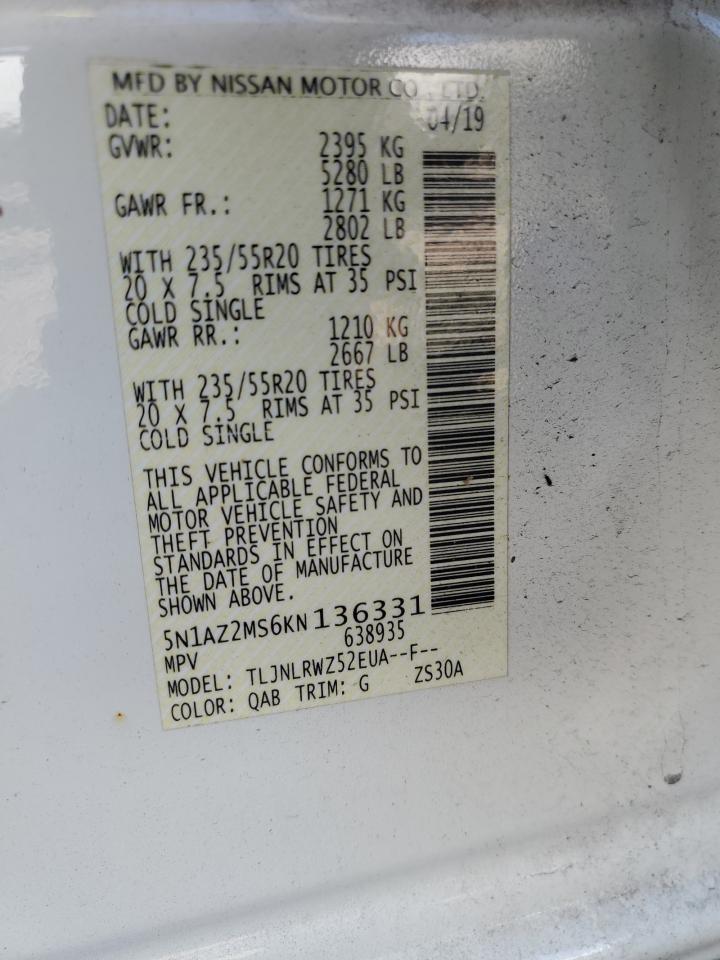 MFD BY NISSAN MOTOR CO., LTD.
DATE: 04/19
GVWR: 2395 KG
5280 LB
GAWR FR.: 1271 KG
2802 LB
WITH 235/55R20 TIRES
20 X 7.5 RIMS AT 35 PSI
COLD SINGLE
GAWR RR.: 1210 KG
2667 LB
WITH 235/55R20 TIRES
20 X 7.5 RIMS AT 35 PSI
COLD SINGLE
THIS VEHICLE CONFORMS TO
ALL APPLICABLE FEDERAL
MOTOR VEHICLE SAFETY AND
THEFT PREVENTION
STANDARDS IN EFFECT ON
THE DATE OF MANUFACTURE
SHOWN ABOVE.
5N1AZ2MS6KN136331
MPV 638935
MODEL: TLJNLRWZ52EUA--F--
COLOR: QAB TRIM: G ZS30A